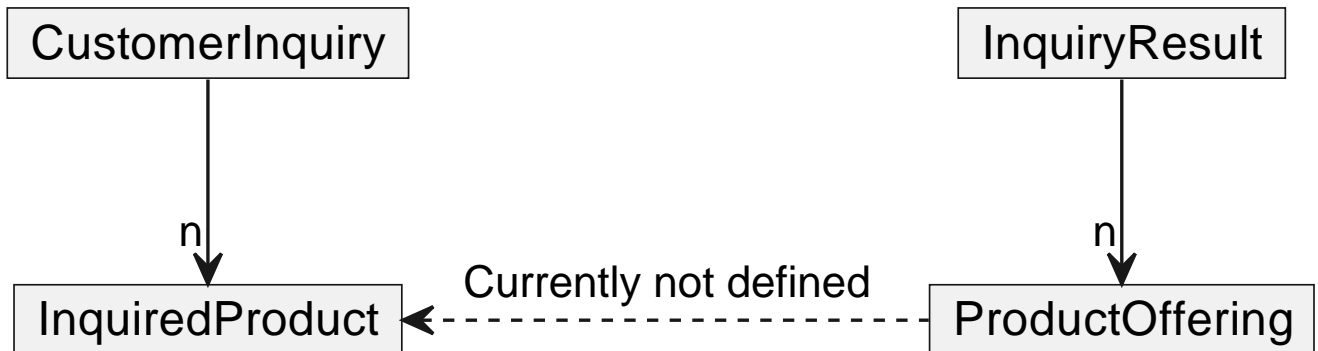 CustomerInquiry
InquiryResult
n
n
Currently not defined
InquiredProduct
ProductOffering